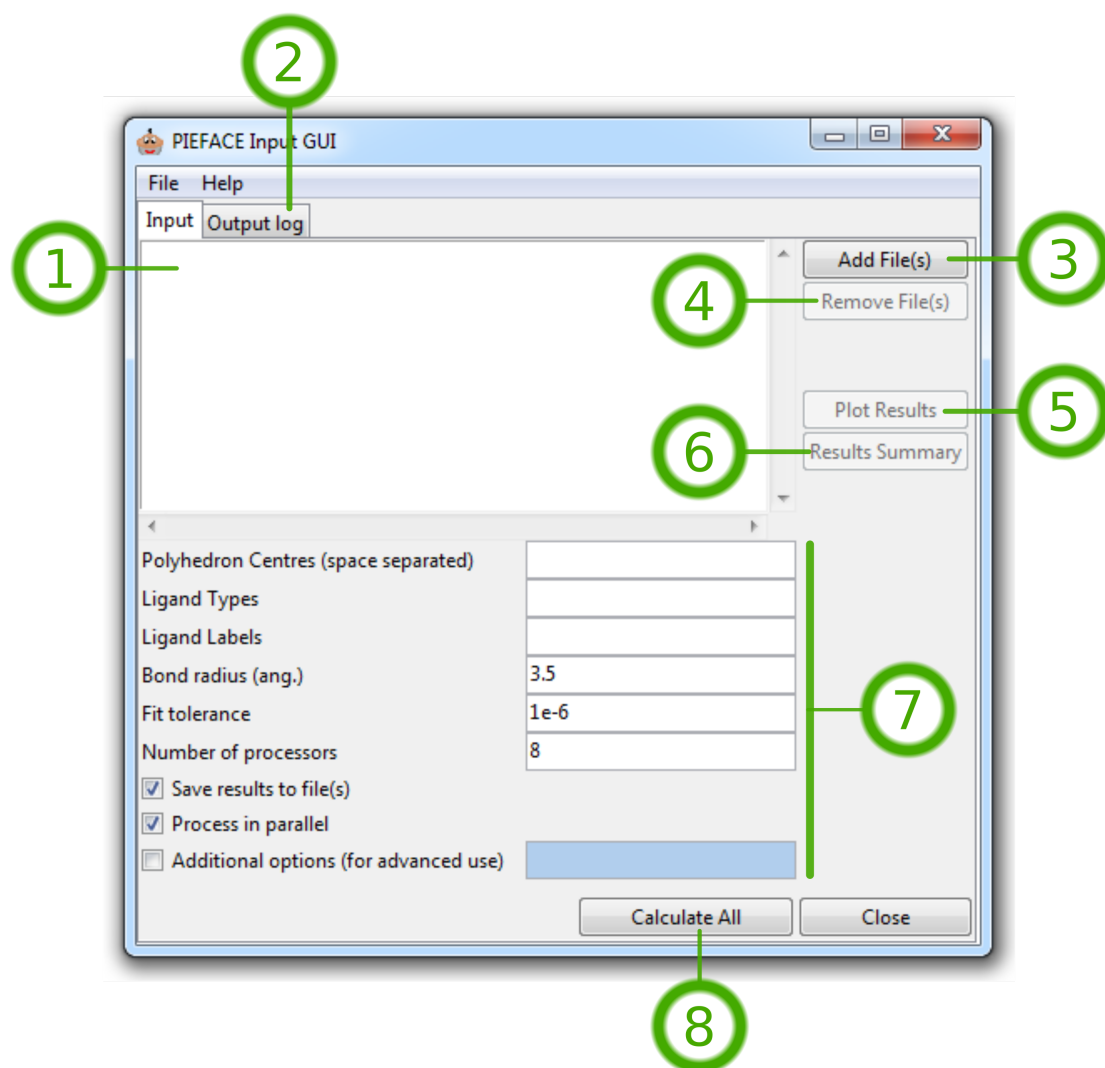 2
PIEFACE Input GUI
File Help
Input Output log
1
Add File(s)
3
4
Remove File(s)
Plot Results
5
6
Results Summary
Polyhedron Centres (space separated)
Ligand Types
Ligand Labels
Bond radius (ang.) 3.5
Fit tolerance 1e-6
7
Number of processors 8
Save results to file(s)
Process in parallel
Additional options (for advanced use)
Calculate All Close
8